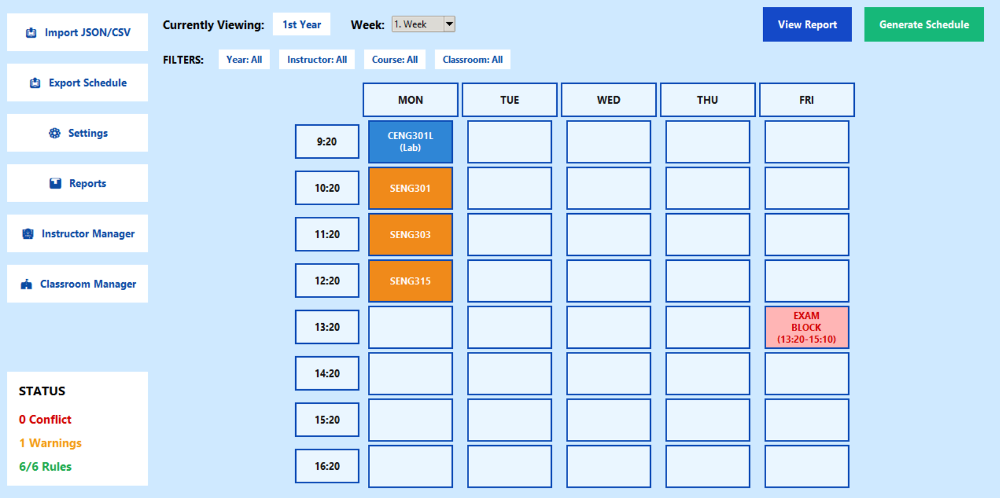 Import JSON/CSV
Export Schedule
Settings
Reports
Instructor Manager
Classroom Manager
STATUS
0 Conflict
1 Warnings
6/6 Rules
Currently Viewing: 1st Year Week: 1. Week
View Report Generate Schedule
FILTERS: Year: All Instructor: All Course: All Classroom: All
MON TUE WED THU FRI
9:20 CENG301L
(Lab)
10:20 SENG301
11:20 SENG303
12:20 SENG315
13:20 EXAM
BLOCK
(13:20-15:10)
14:20
15:20
16:20